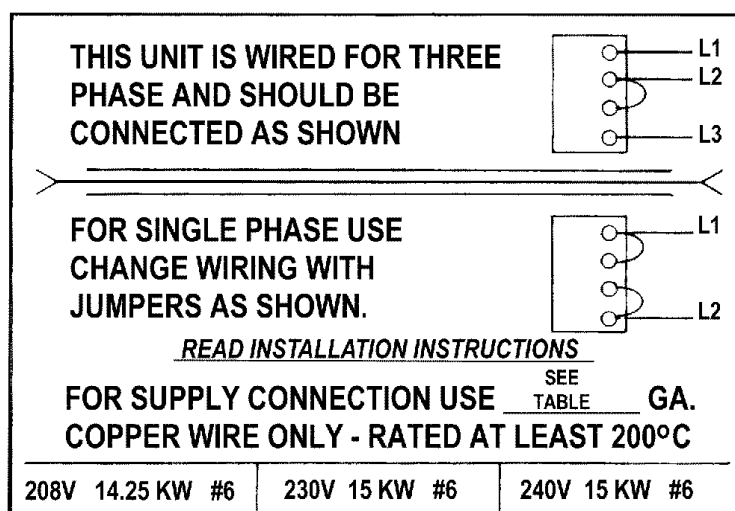 THIS UNIT IS WIRED FOR THREE
PHASE AND SHOULD BE
CONNECTED AS SHOWN
L1
L2
L3
FOR SINGLE PHASE USE
CHANGE WIRING WITH
JUMPERS AS SHOWN.
L1
L2
READ INSTALLATION INSTRUCTIONS
FOR SUPPLY CONNECTION USE SEE TABLE GA.
COPPER WIRE ONLY - RATED AT LEAST 200°C
208V 14.25 KW #6 230V 15 KW #6 240V 15 KW #6